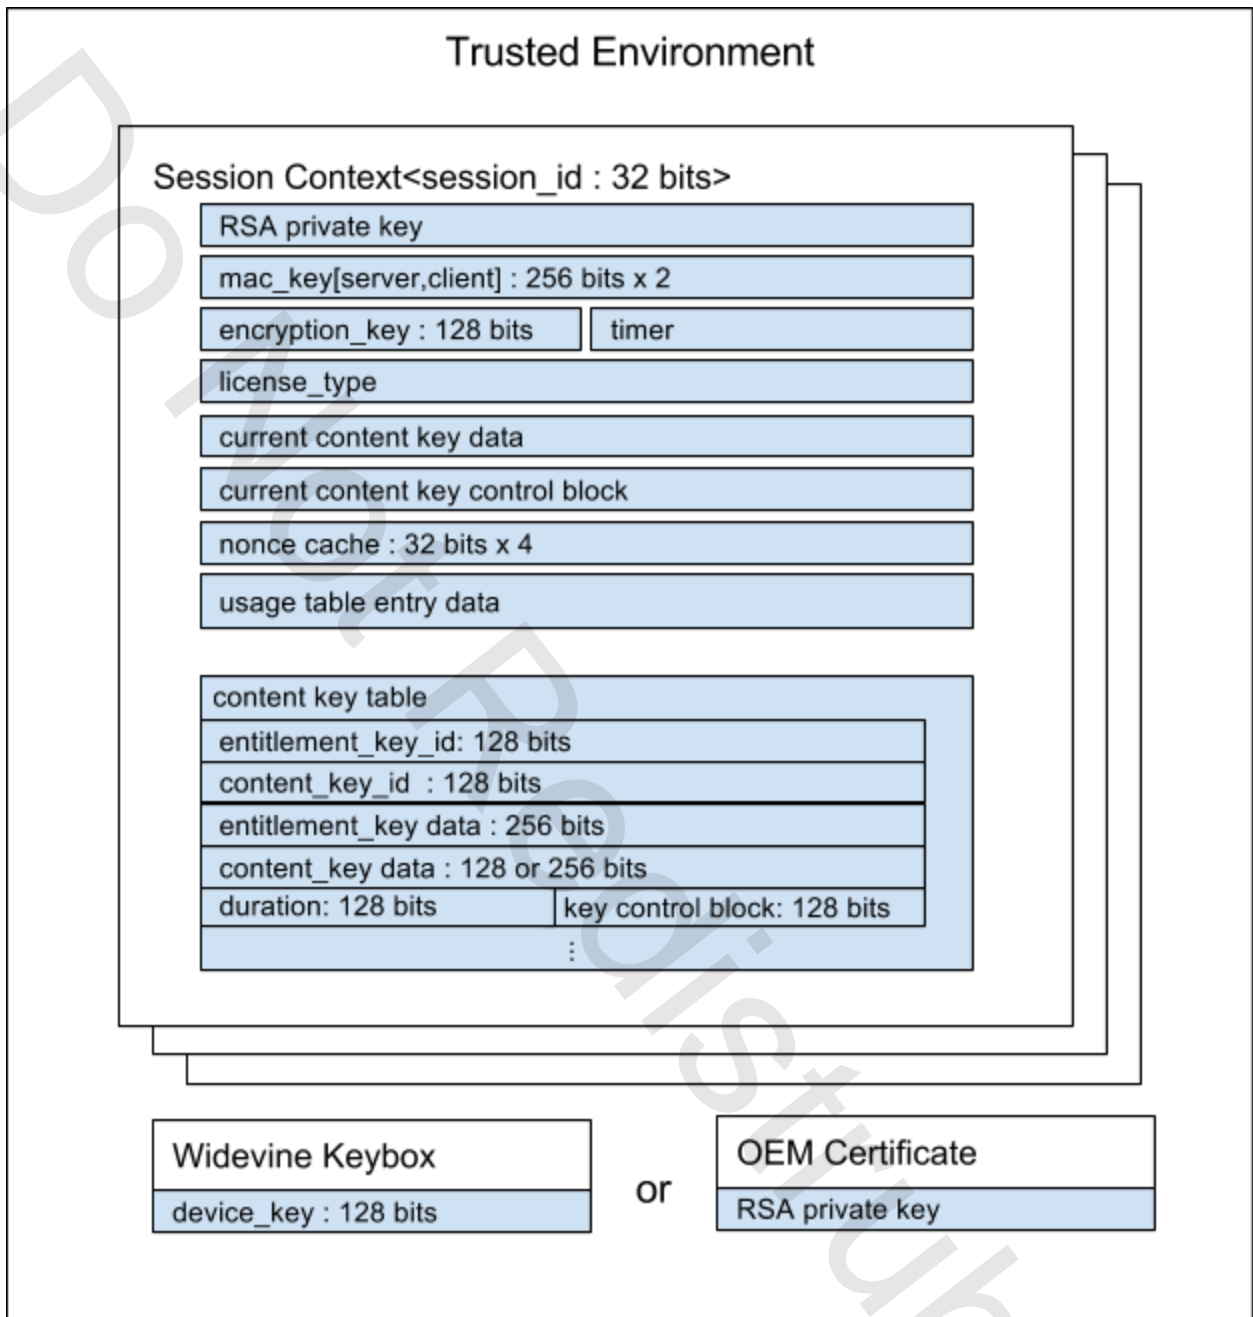 Trusted Environment
Session Context<session_id : 32 bits>
RSA private key
mac_key[server,client] : 256 bits x 2
encryption_key : 128 bits
timer
license_type
current content key data
current content key control block
nonce cache : 32 bits x 4
usage table entry data
content key table
entitlement_key_id: 128 bits
content_key_id : 128 bits
entitlement_key data : 256 bits
content_key data : 128 or 256 bits
duration: 128 bits
key control block: 128 bits
⋮
Widevine Keybox
device_key : 128 bits
or
OEM Certificate
RSA private key
Do Not Redistrib